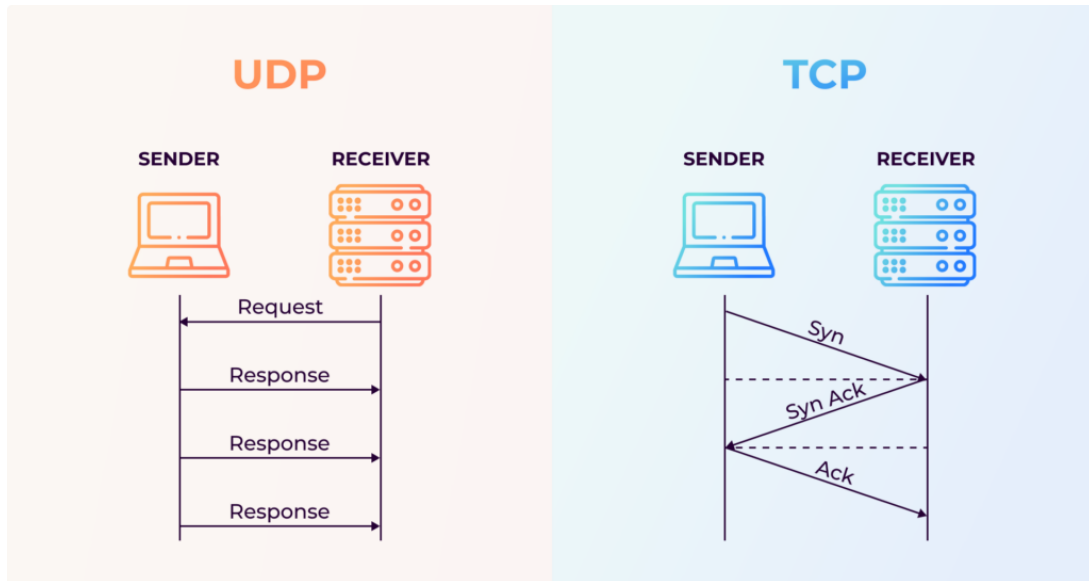 UDP
SENDER
RECEIVER
Request
Response
Response
Response
TCP
SENDER
RECEIVER
Syn
Syn Ack
Ack